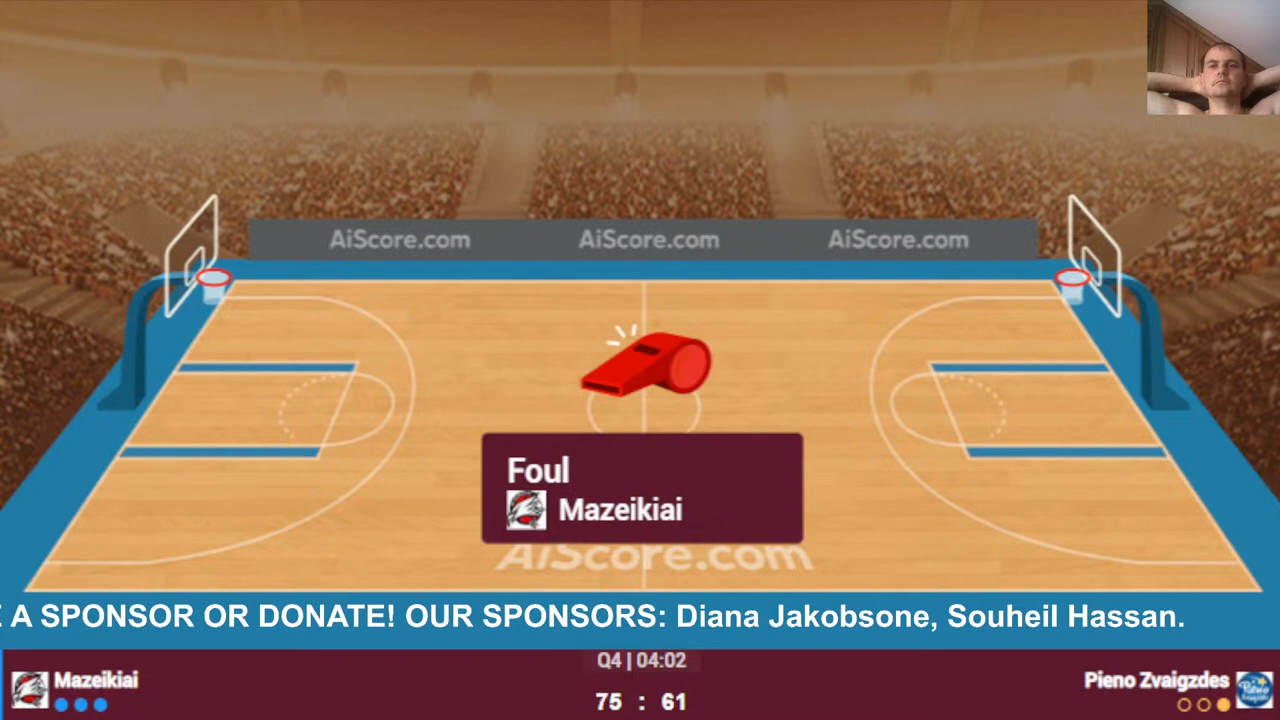 AiScore.com AiScore.com AiScore.com
Foul
Mazeikiai
AiScore.com
A SPONSOR OR DONATE! OUR SPONSORS: Diana Jakobsone, Souheil Hassan.
Q4 | 04:02
Mazeikiai
75 : 61
Pieno Zvaigzdes